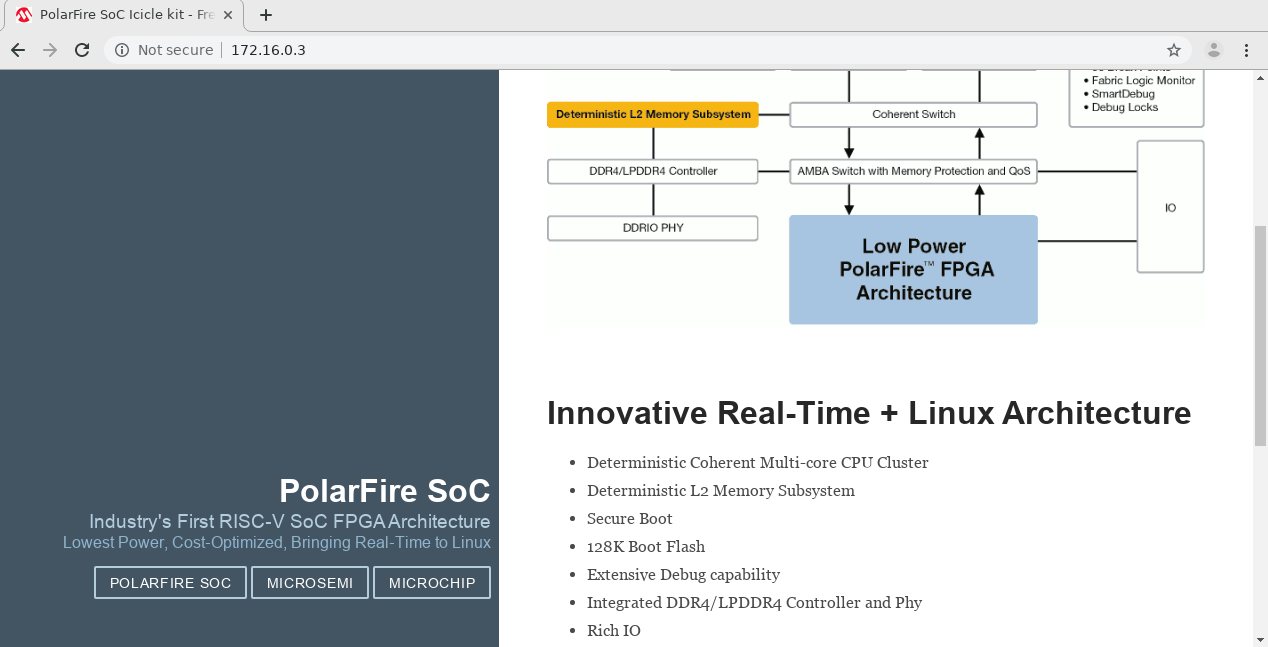 PolarFire SoC Icicle kit - Fre
Not secure 172.16.0.3
• Fabric Logic Monitor
• SmartDebug
• Debug Locks
Deterministic L2 Memory Subsystem
Coherent Switch
DDR4/LPDDR4 Controller
AMBA Switch with Memory Protection and QoS
IO
DDRIO PHY
Low Power
PolarFire™ FPGA
Architecture
PolarFire SoC
Industry's First RISC-V SoC FPGA Architecture
Lowest Power, Cost-Optimized, Bringing Real-Time to Linux
POLARFIRE SOC MICROSEMI MICROCHIP
Innovative Real-Time + Linux Architecture
• Deterministic Coherent Multi-core CPU Cluster
• Deterministic L2 Memory Subsystem
• Secure Boot
• 128K Boot Flash
• Extensive Debug capability
• Integrated DDR4/LPDDR4 Controller and Phy
• Rich IO